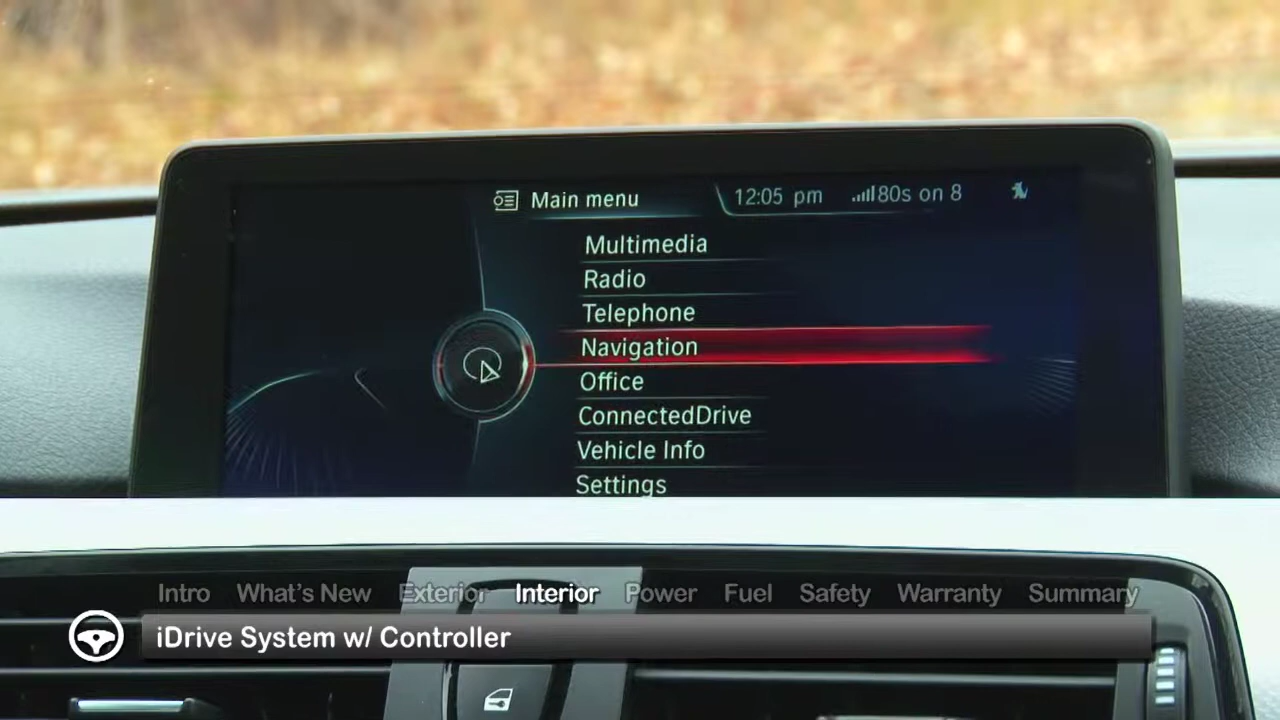 Main menu 12:05 pm 80s on 8
Multimedia
Radio
Telephone
Navigation
Office
ConnectedDrive
Vehicle Info
Settings
Intro What's New Exterior Interior Power Fuel Safety Warranty Summary
iDrive System w/ Controller